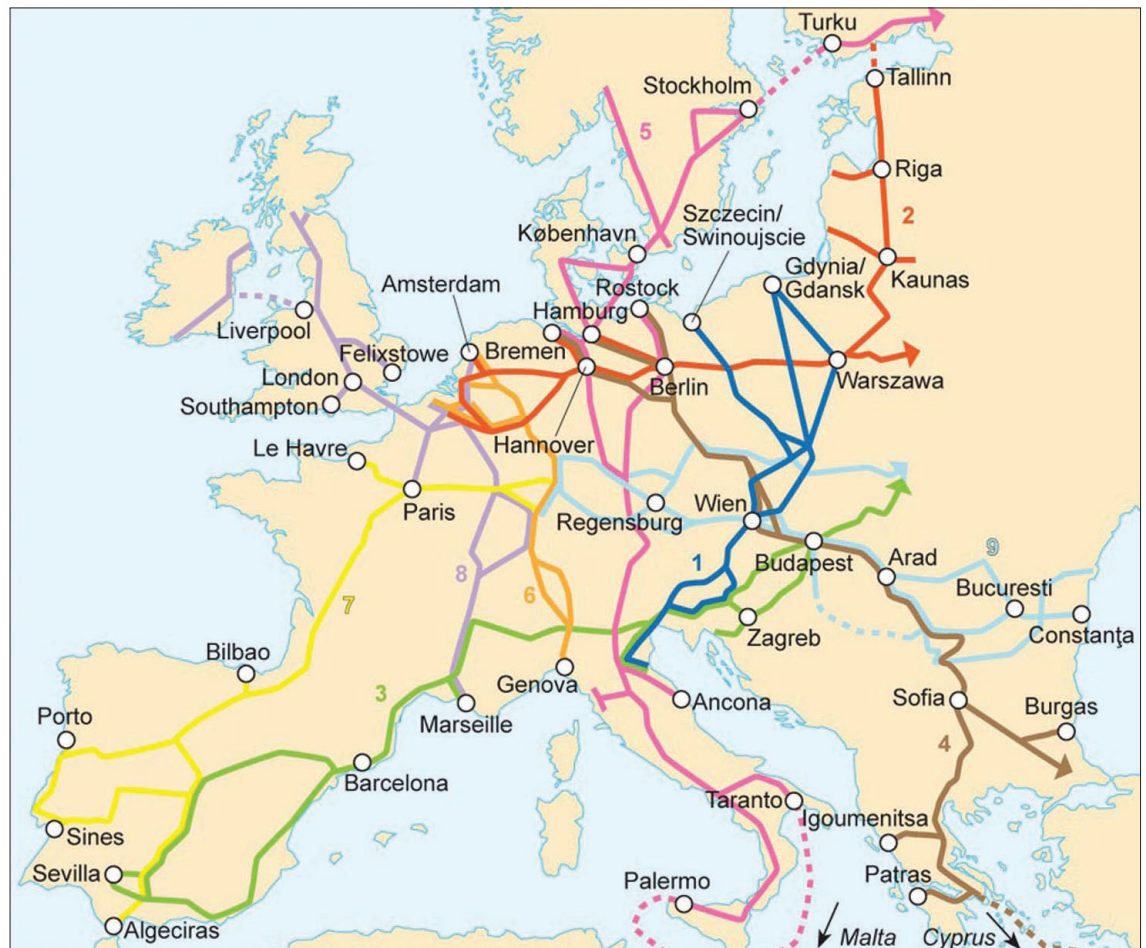 Turku
Tallinn
Stockholm
5
Riga
2
Szczecin/
Swinoujscie
København
Gdynia/
Gdansk
Kaunas
Amsterdam
Rostock
Hamburg
Liverpool
Bremen
Felixstowe
London
Berlin
Warszawa
Southampton
Le Havre
Hannover
Paris
Regensburg
Wien
Budapest
Arad
9
8
1
Bucuresti
6
7
Zagreb
Constanţa
Bilbao
Genova
3
Ancona
Sofia
Burgas
Porto
Marseille
4
Barcelona
Taranto
Igoumenitsa
Sines
Sevilla
Patras
Palermo
Algeciras
Malta
Cyprus